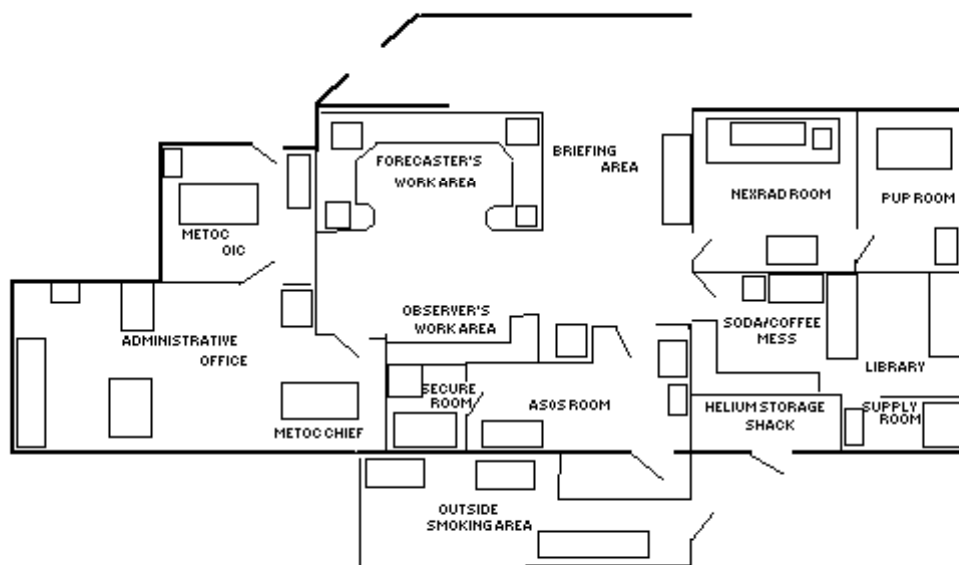 FORECASTER'S
WORK AREA
BRIEFING
AREA
NEXRAD ROOM
PUP ROOM
METOC
OIC
OBSERVER'S
WORK AREA
SODA/COFFEE
MESS
ADMINISTRATIVE
OFFICE
LIBRARY
SECURE
ROOM
ASOS ROOM
HELIUM STORAGE
SHACK
SUPPLY
ROOM
METOC CHIEF
OUTSIDE
SMOKING AREA